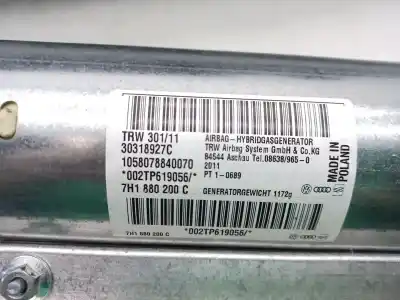 TRW 301/11
30318927C
1058078840070
*002TP619056/*
7H1 880 200 C
AIRBAG-HYBRIDGASGENERATOR
TRW Airbag System GmbH & Co.KG
84544 Aschau Tel.08638/965-0
2011
PT 1-0689
GENERATORGEWICHT 1172g
MADE IN
POLAND
7H1 880 200 C
*002TP619056/*